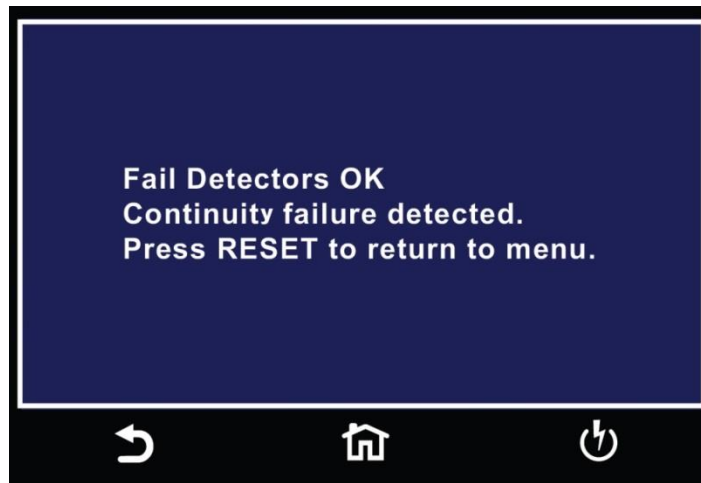 Fail Detectors OK
Continuity failure detected.
Press RESET to return to menu.